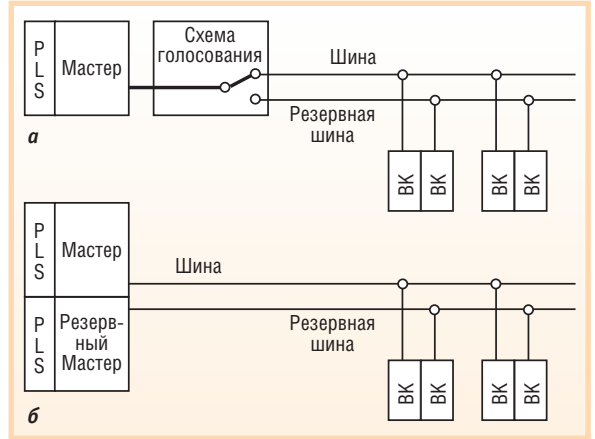 P
L
S
Мастер
Схема
голосования
Шина
Резервная
шина
ВК
ВК
ВК
ВК
а
P
L
S
Мастер
Шина
P
L
S
Резерв-
ный
Мастер
Резервная
шина
ВК
ВК
ВК
ВК
б